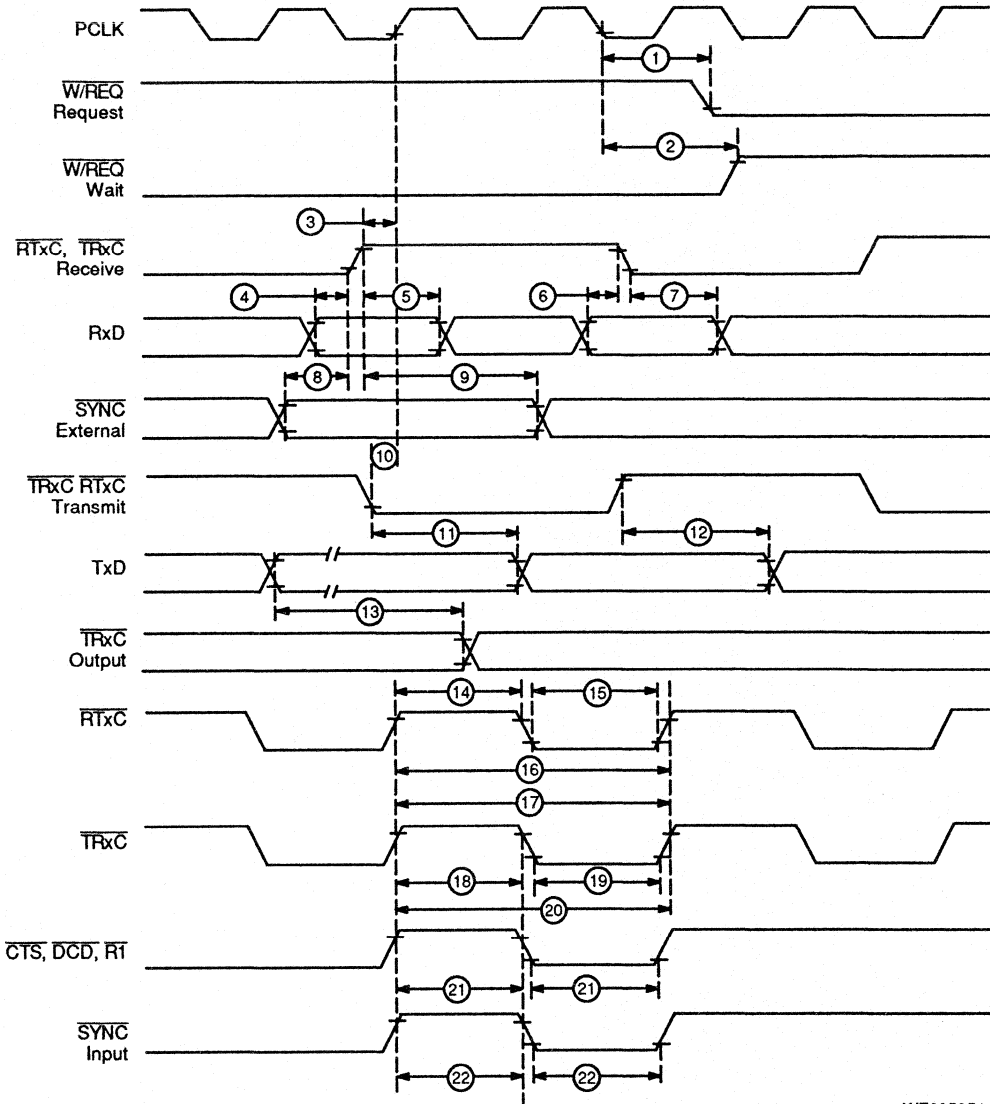 PCLK
1
W/REQ
Request
2
W/REQ
Wait
3
RTxC, TRxC
Receive
4
5
6
7
RxD
8
9
SYNC
External
10
TRxC RTxC
Transmit
11
12
TxD
13
TRxC
Output
14
15
RTxC
16
17
TRxC
18
19
20
CTS, DCD, R1
21
21
SYNC
Input
22
22